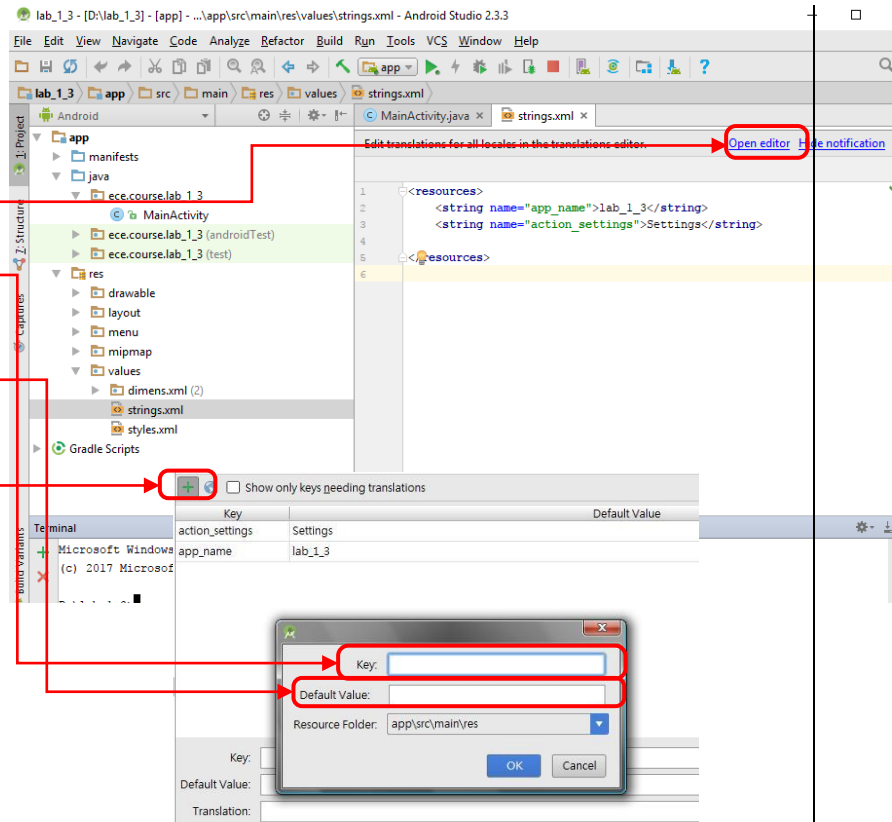 lab_1_3 - [D:\lab_1_3] - [app] - ...\app\src\main\res\values\strings.xml - Android Studio 2.3.3
File Edit View Navigate Code Analyze Refactor Build Run Tools VCS Window Help
app
lab_1_3 app src main res values strings.xml
1: Project
Android
MainActivity.java
strings.xml
app
manifests
java
ece.course.lab_1_3
MainActivity
ece.course.lab_1_3 (androidTest)
ece.course.lab_1_3 (test)
res
drawable
layout
menu
mipmap
values
dimens.xml (2)
strings.xml
styles.xml
Gradle Scripts
Z: Structure
Captures
Build Variants
Edit translations for all locales in the translations editor.
Open editor
Hide notification
1 <resources>
2 <string name="app_name">lab_1_3</string>
3 <string name="action_settings">Settings</string>
4
5 </resources>
6
Terminal
Microsoft Windows
(c) 2017 Microsof
Show only keys needing translations
Key Default Value
action_settings Settings
app_name lab_1_3
Key:
Default Value:
Resource Folder: app\src\main\res
OK Cancel
Key:
Default Value:
Translation: